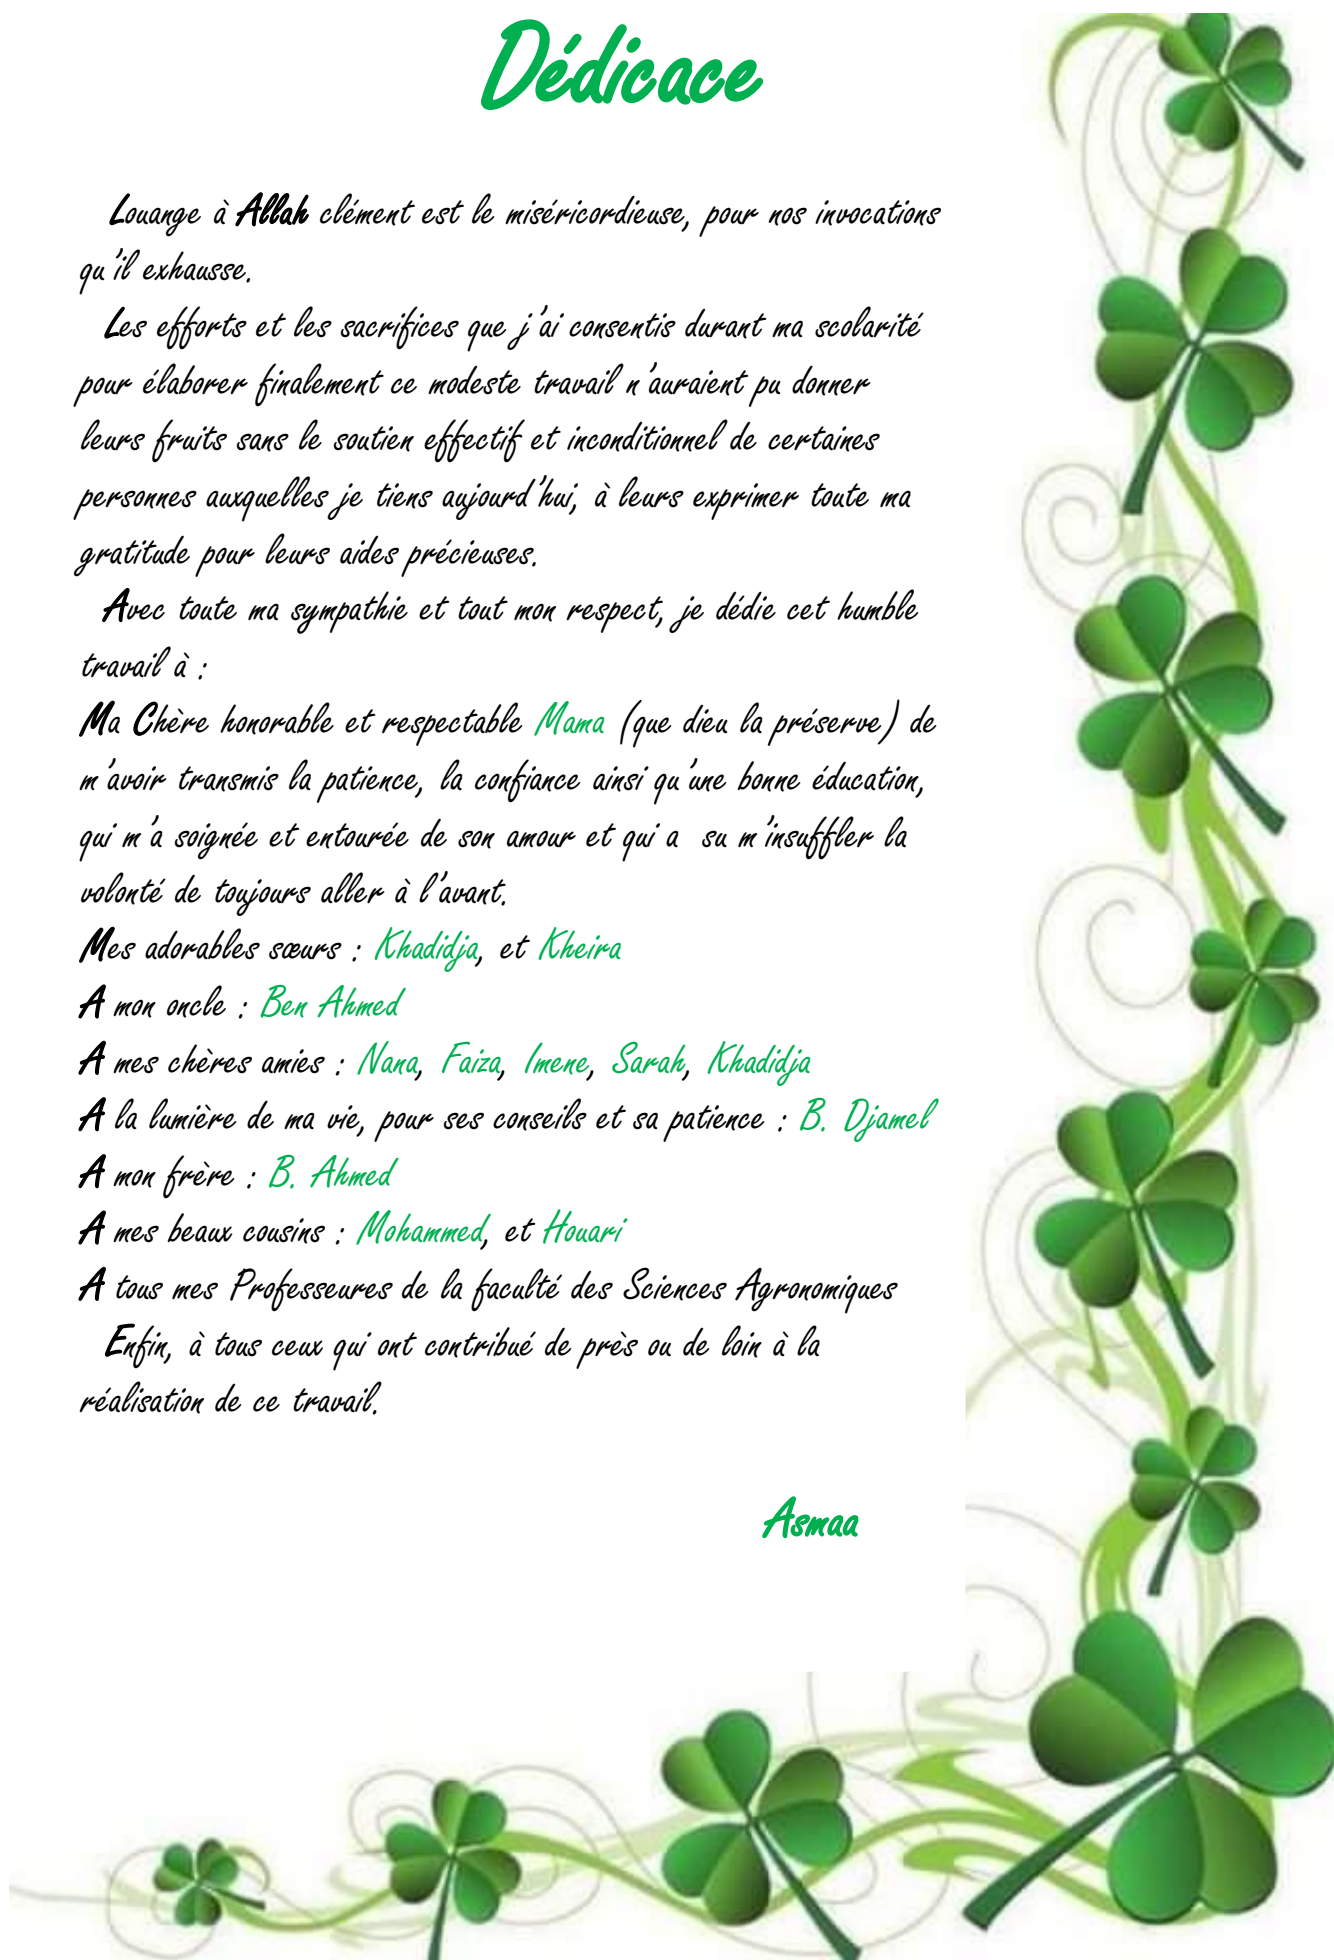 Dédicace
Louange à Allah clément est le miséricordieuse, pour nos invocations
qu'il exhausse.
Les efforts et les sacrifices que j'ai consentis durant ma scolarité
pour élaborer finalement ce modeste travail n'auraient pu donner
leurs fruits sans le soutien effectif et inconditionnel de certaines
personnes auxquelles je tiens aujourd'hui, à leurs exprimer toute ma
gratitude pour leurs aides précieuses.
Avec toute ma sympathie et tout mon respect, je dédie cet humble
travail à :
Ma Chère honorable et respectable Mama (que dieu la préserve) de
m'avoir transmis la patience, la confiance ainsi qu'une bonne éducation,
qui m'a soignée et entourée de son amour et qui a su m'insuffler la
volonté de toujours aller à l'avant.
Mes adorables sœurs : Khadidja, et Kheira
A mon oncle : Ben Ahmed
A mes chères amies : Nana, Faiza, Imene, Sarah, Khadidja
A la lumière de ma vie, pour ses conseils et sa patience : B. Djamel
A mon frère : B. Ahmed
A mes beaux cousins : Mohammed, et Houari
A tous mes Professeures de la faculté des Sciences Agronomiques
Enfin, à tous ceux qui ont contribué de près ou de loin à la
réalisation de ce travail.
Asmaa